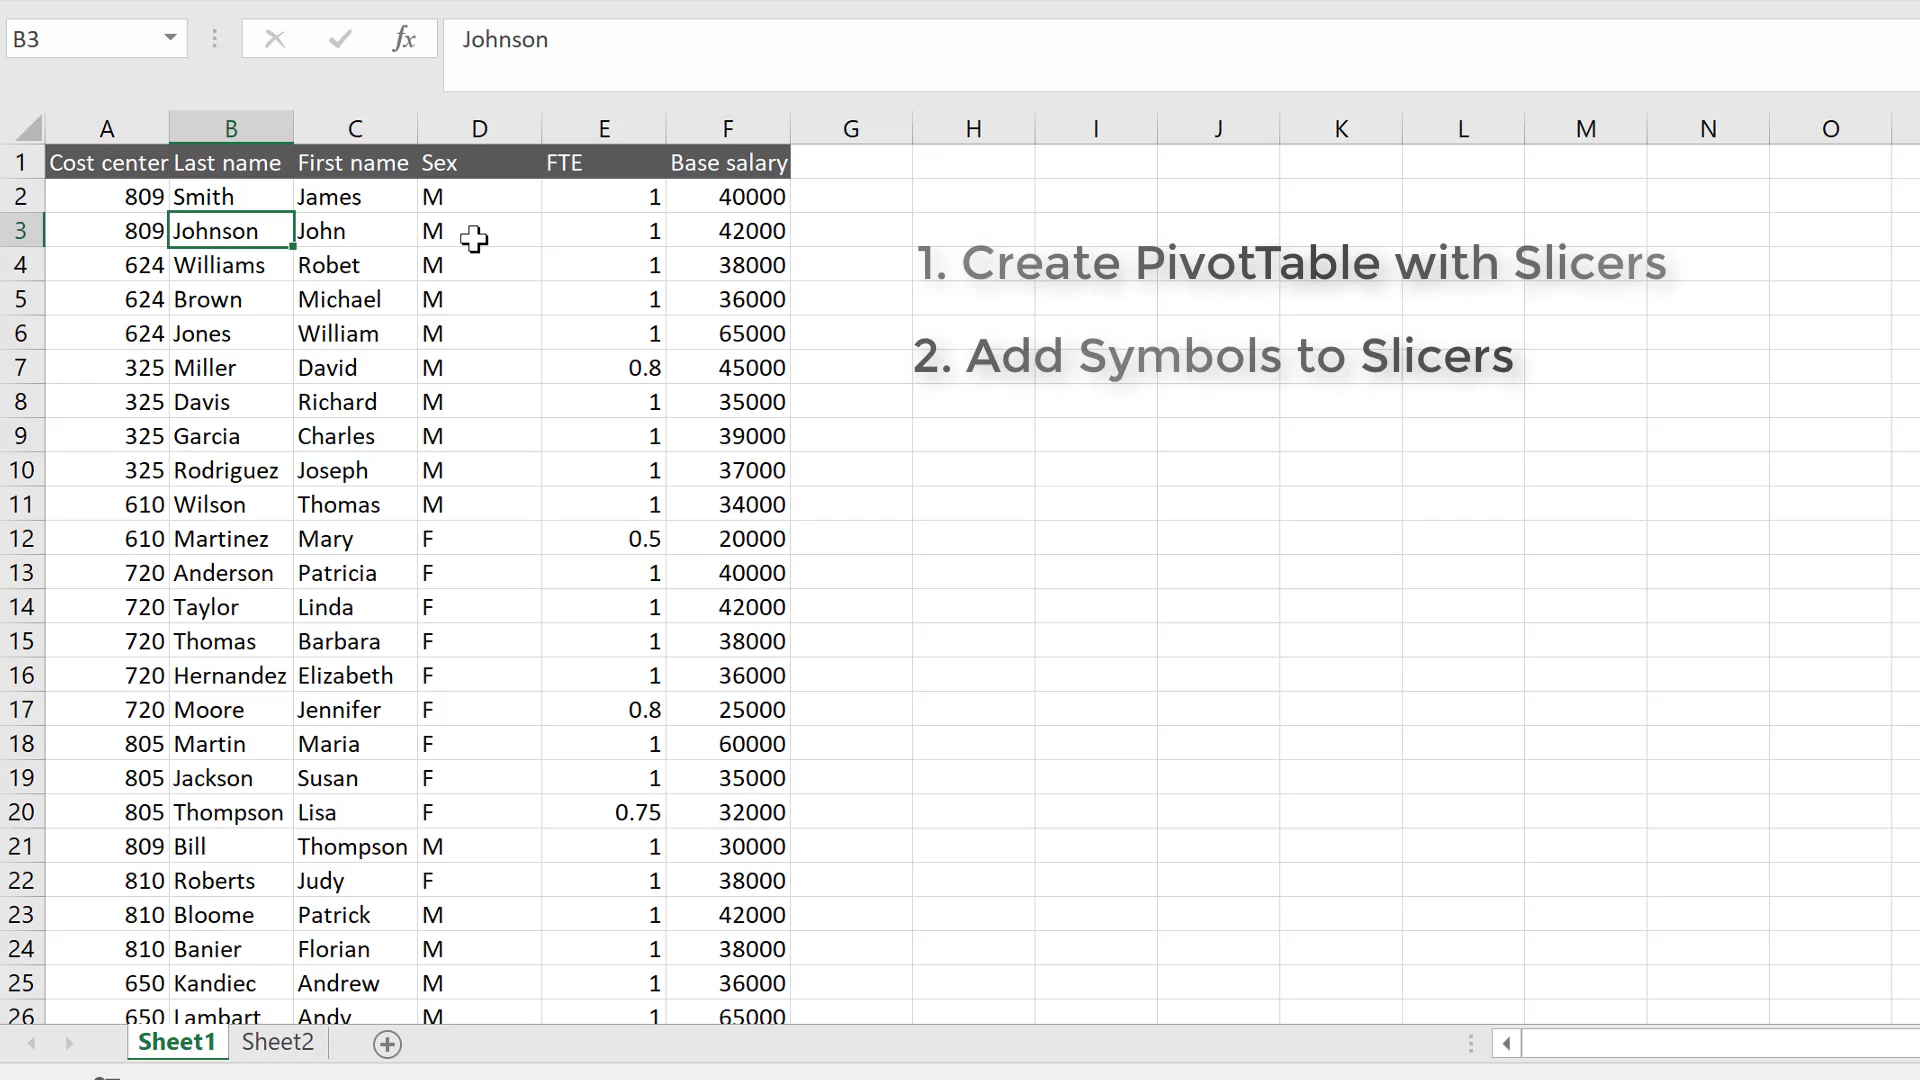 B3 fx Johnson
A B C D E F G H I J K L M N O
1 Cost center Last name First name Sex FTE Base salary
2 809 Smith James M 1 40000
3 809 Johnson John M 1 42000
4 624 Williams Robet M 1 38000
1. Create PivotTable with Slicers
5 624 Brown Michael M 1 36000
6 624 Jones William M 1 65000
2. Add Symbols to Slicers
7 325 Miller David M 0.8 45000
8 325 Davis Richard M 1 35000
9 325 Garcia Charles M 1 39000
10 325 Rodriguez Joseph M 1 37000
11 610 Wilson Thomas M 1 34000
12 610 Martinez Mary F 0.5 20000
13 720 Anderson Patricia F 1 40000
14 720 Taylor Linda F 1 42000
15 720 Thomas Barbara F 1 38000
16 720 Hernandez Elizabeth F 1 36000
17 720 Moore Jennifer F 0.8 25000
18 805 Martin Maria F 1 60000
19 805 Jackson Susan F 1 35000
20 805 Thompson Lisa F 0.75 32000
21 809 Bill Thompson M 1 30000
22 810 Roberts Judy F 1 38000
23 810 Bloome Patrick M 1 42000
24 810 Banier Florian M 1 38000
25 650 Kandiec Andrew M 1 36000
26 650 Lambart Andy M 1 65000
Sheet1 Sheet2